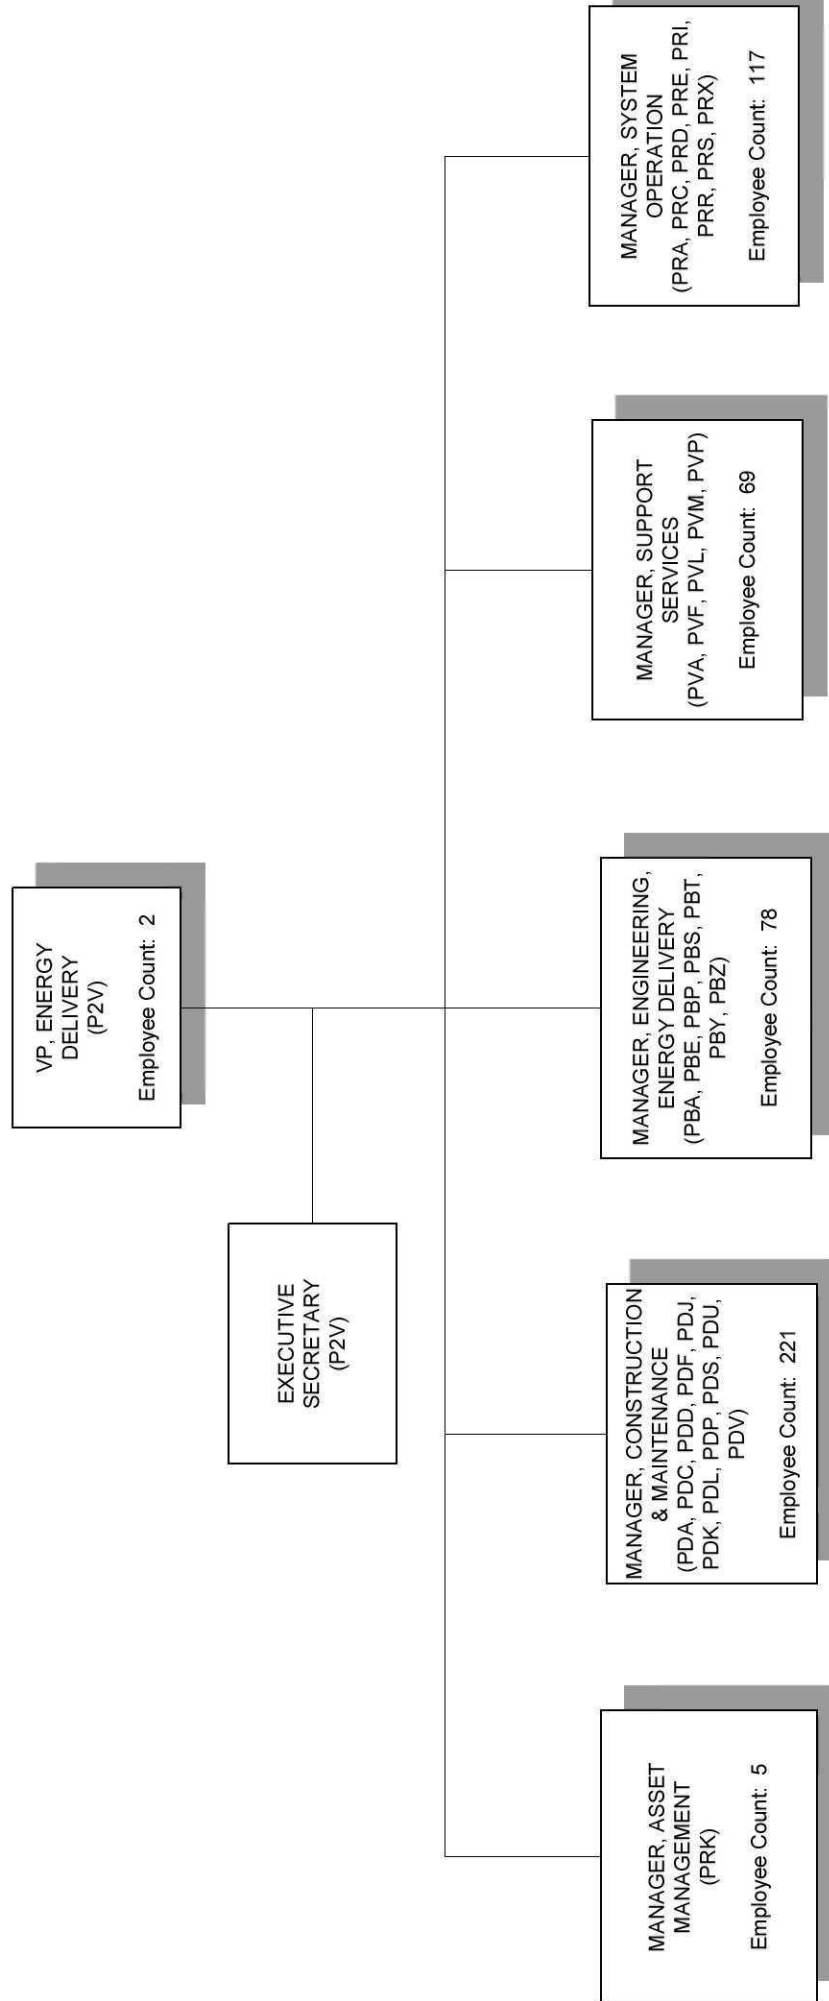 VP, ENERGY
DELIVERY
(P2V)
Employee Count: 2
EXECUTIVE
SECRETARY
(P2V)
MANAGER, ASSET
MANAGEMENT
(PRK)
Employee Count: 5
MANAGER, CONSTRUCTION
& MAINTENANCE
(PDA, PDC, PDD, PDF, PDJ,
PDK, PDL, PDP, PDS, PDU,
PDV)
Employee Count: 221
MANAGER, ENGINEERING,
ENERGY DELIVERY
(PBA, PBE, PBP, PBS, PBT,
PBY, PBZ)
Employee Count: 78
MANAGER, SUPPORT
SERVICES
(PVA, PVF, PVL, PVM, PVP)
Employee Count: 69
MANAGER, SYSTEM
OPERATION
(PRA, PRC, PRD, PRE, PRI,
PRR, PRS, PRX)
Employee Count: 117